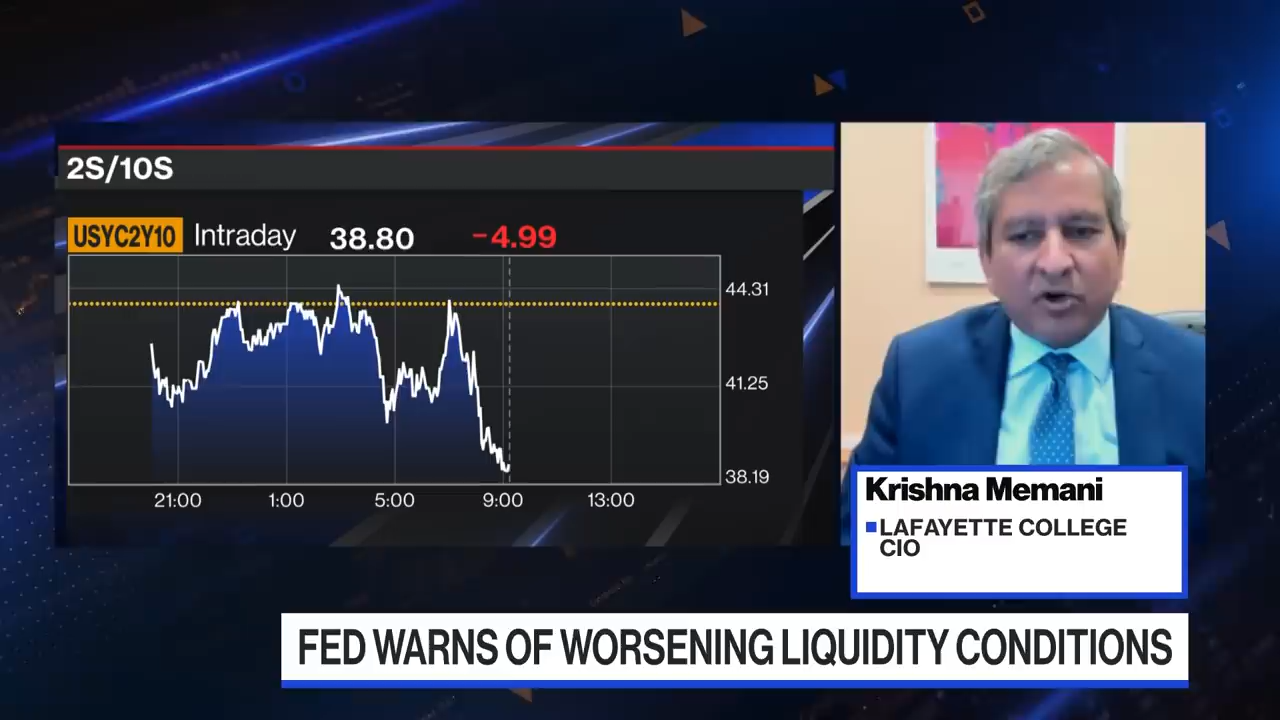 2S/10S
USYC2Y10 Intraday 38.80 -4.99
44.31
41.25
38.19
21:00 1:00 5:00 9:00 13:00
Krishna Memani
LAFAYETTE COLLEGE
CIO
FED WARNS OF WORSENING LIQUIDITY CONDITIONS